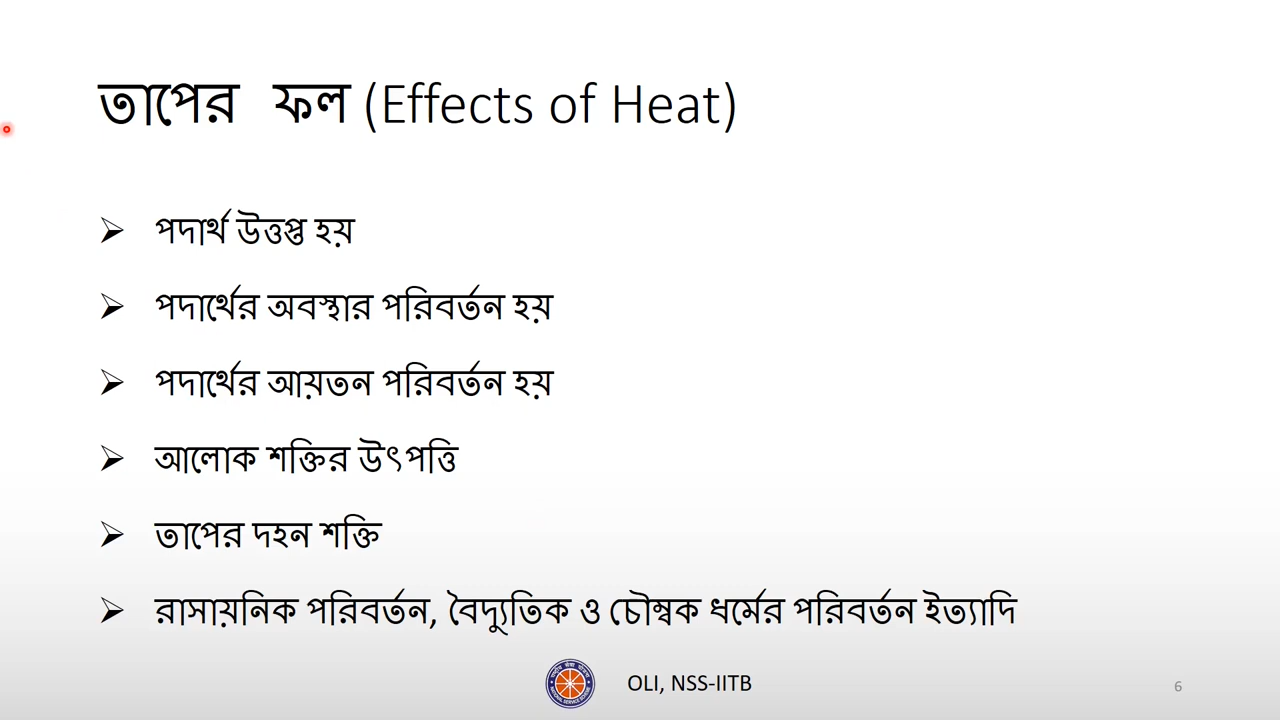 তাপের ফল (Effects of Heat)
➢ পদার্থ উত্তপ্ত হয়
➢ পদার্থের অবস্থার পরিবর্তন হয়
➢ পদার্থের আয়তন পরিবর্তন হয়
➢ আলোক শক্তির উৎপত্তি
➢ তাপের দহন শক্তি
➢ রাসায়নিক পরিবর্তন, বৈদ্যুতিক ও চৌম্বক ধর্মের পরিবর্তন ইত্যাদি
OLI, NSS-IITB
6